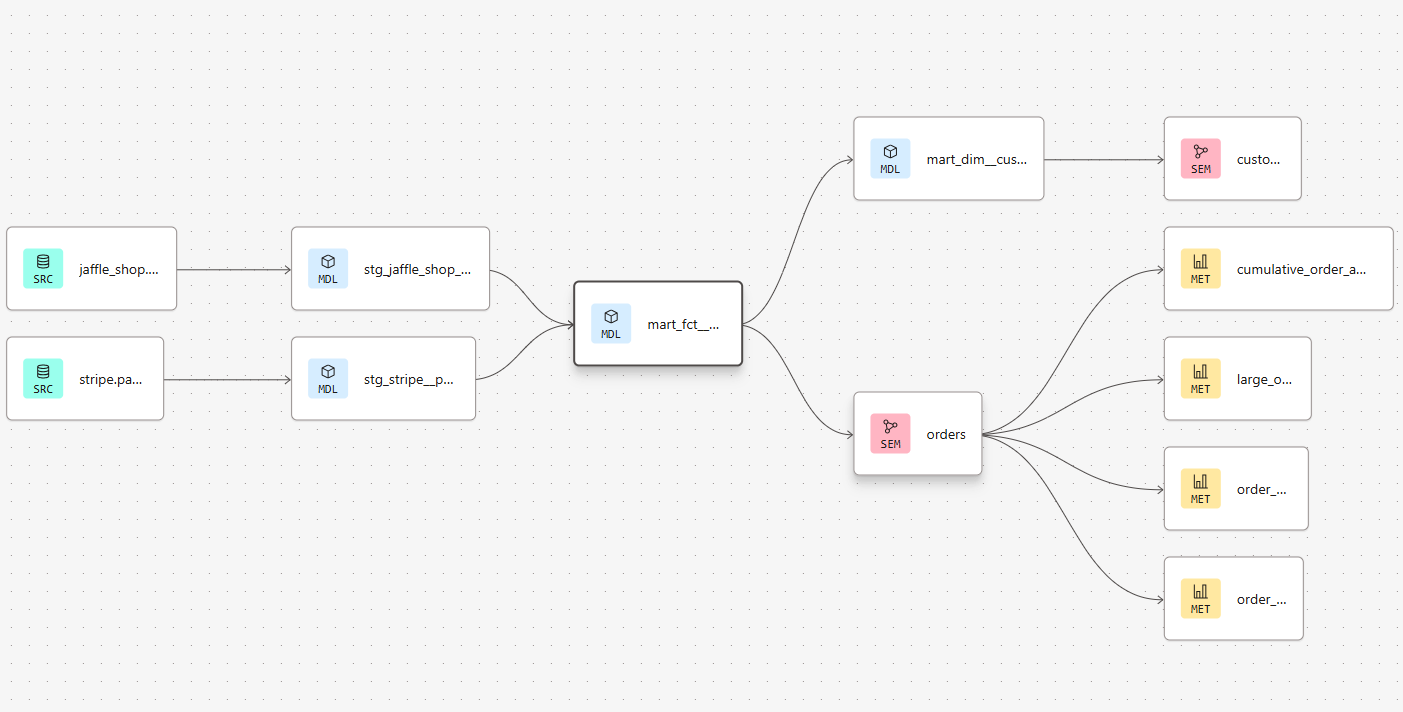 MDL
mart_dim__cus...
SEM
custo...
SRC
jaffle_shop....
MDL
stg_jaffle_shop_...
MET
cumulative_order_a...
MDL
mart_fct__...
SRC
stripe.pa...
MDL
stg_stripe__p...
MET
large_o...
SEM
orders
MET
order_...
MET
order_...